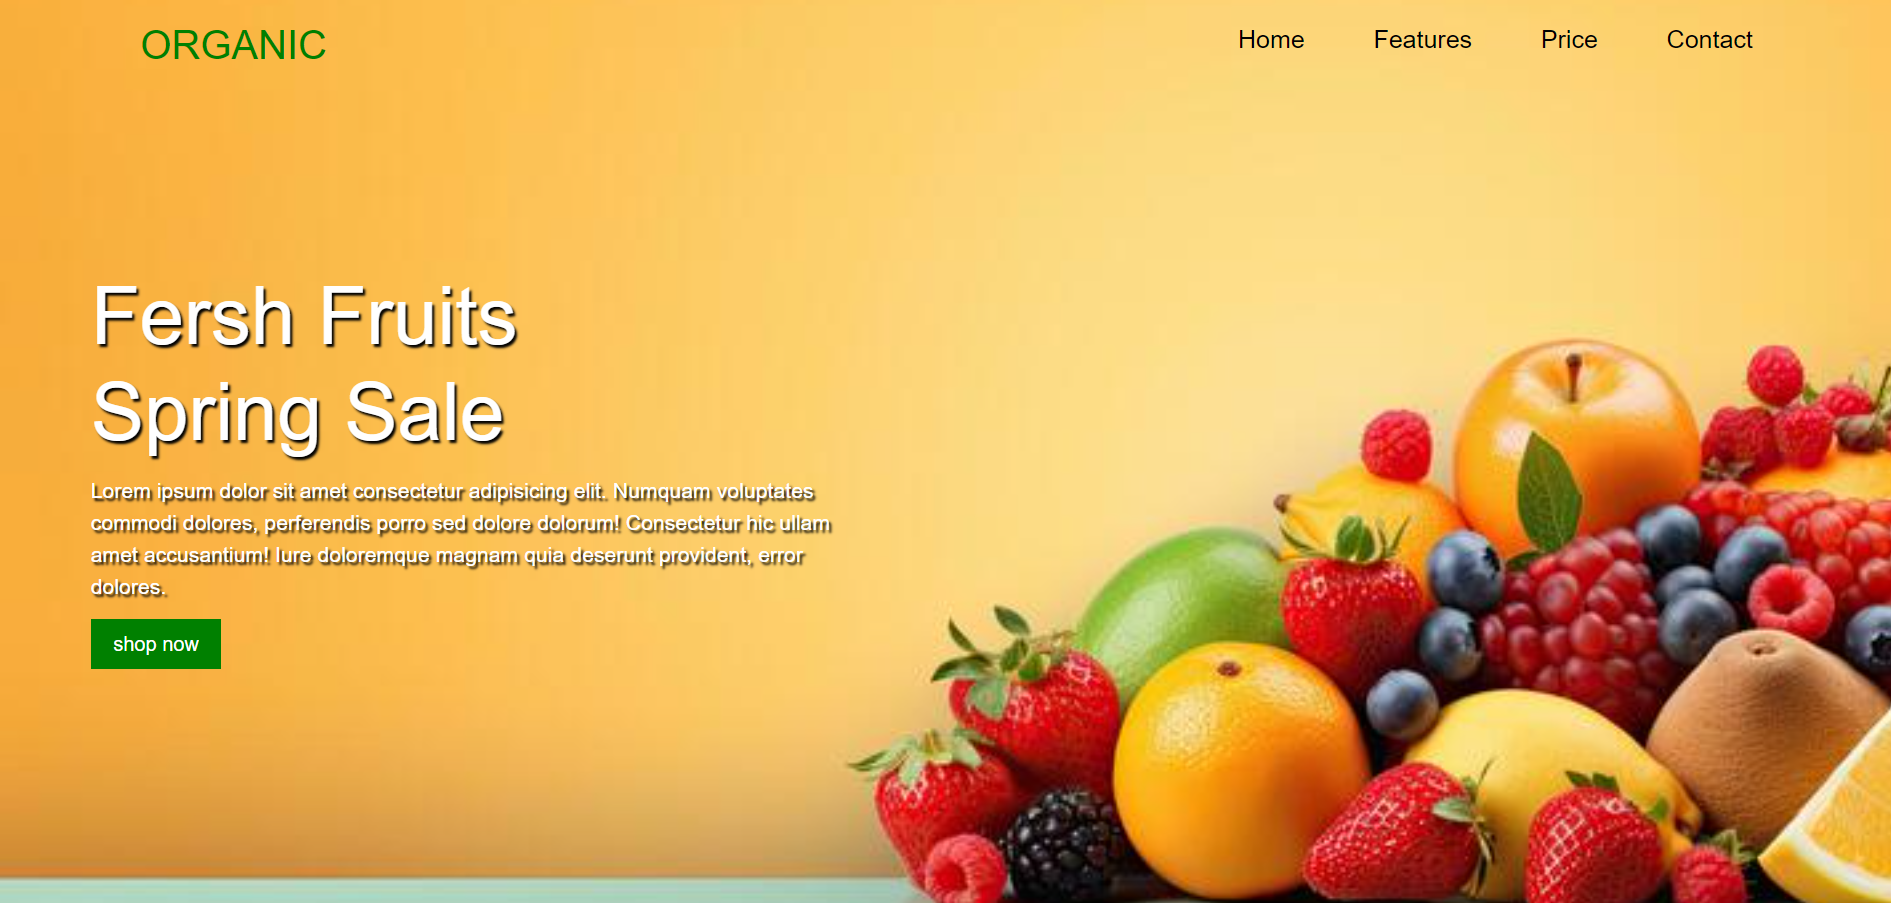 ORGANIC
Home Features Price Contact
Fersh Fruits
Spring Sale
Lorem ipsum dolor sit amet consectetur adipisicing elit. Numquam voluptates
commodi dolores, perferendis porro sed dolore dolorum! Consectetur hic ullam
amet accusantium! Iure doloremque magnam quia deserunt provident, error
dolores.
shop now